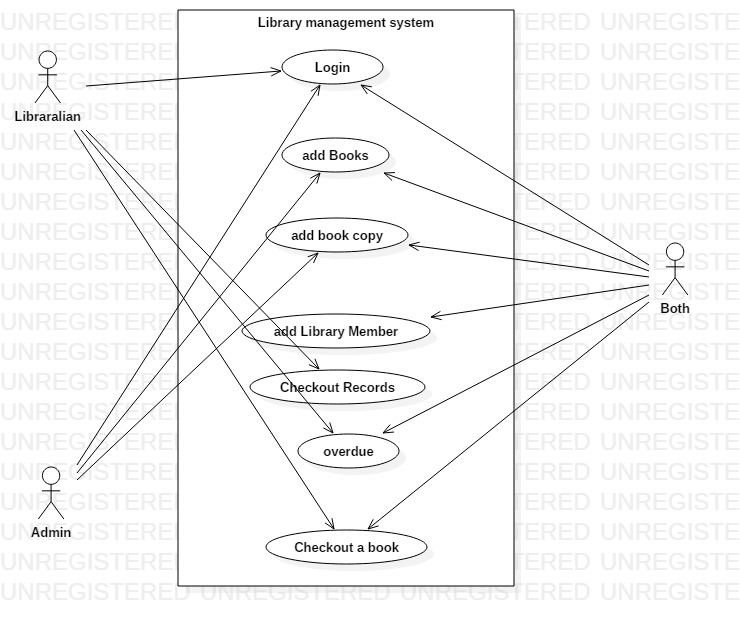 Library management system
Login
Libraralian
add Books
add book copy
Both
add Library Member
Checkout Records
overdue
Admin
Checkout a book
UNREGISTERED